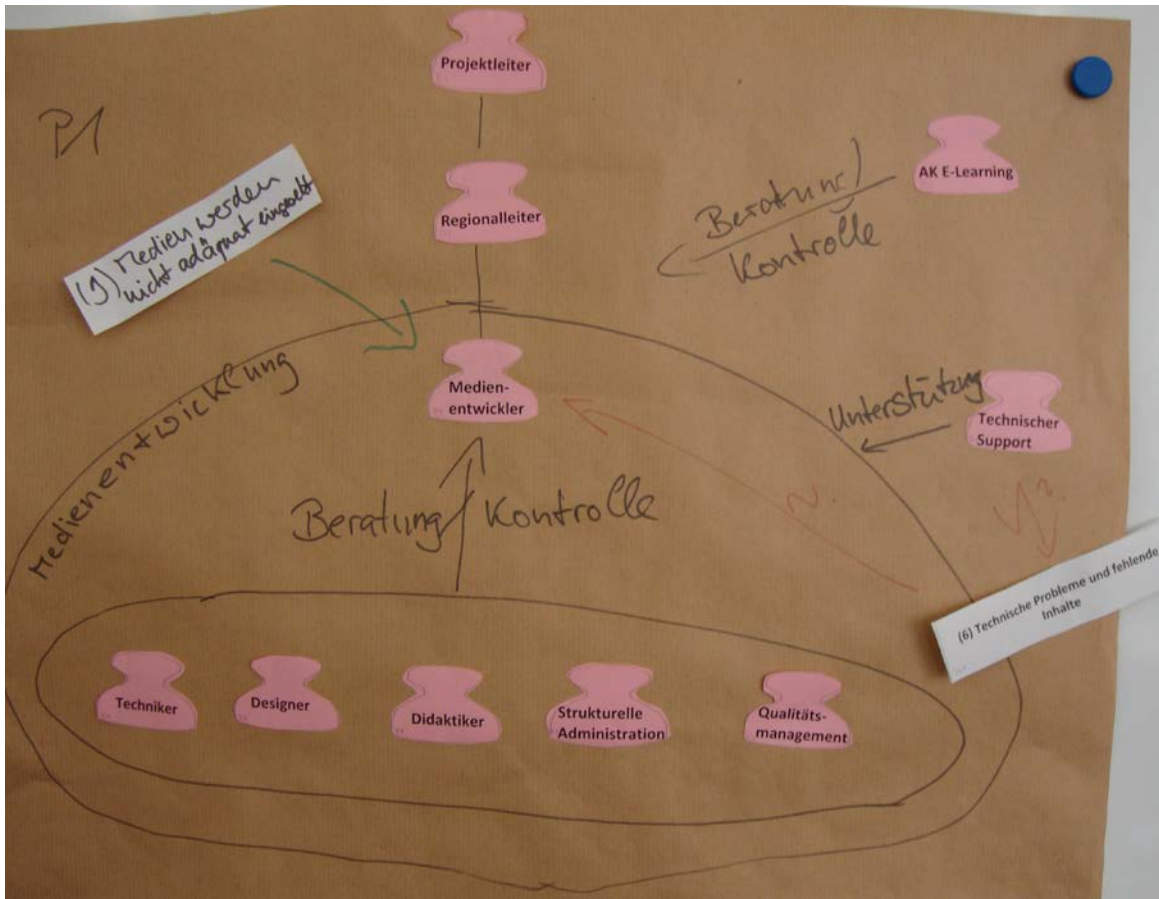 Projektleiter
P1
AK E-Learning
(9) Medien werden
nicht adäquat eingesetzt
Regionalleiter
Beratung/
Kontrolle
Medienentwicklung
Medien-
entwickler
Unterstützung
Technischer
Support
Beratung/Kontrolle
~.
?
(6) Technische Probleme und fehlende
Inhalte
Techniker
Designer
Didaktiker
Strukturelle
Administration
Qualitäts-
management